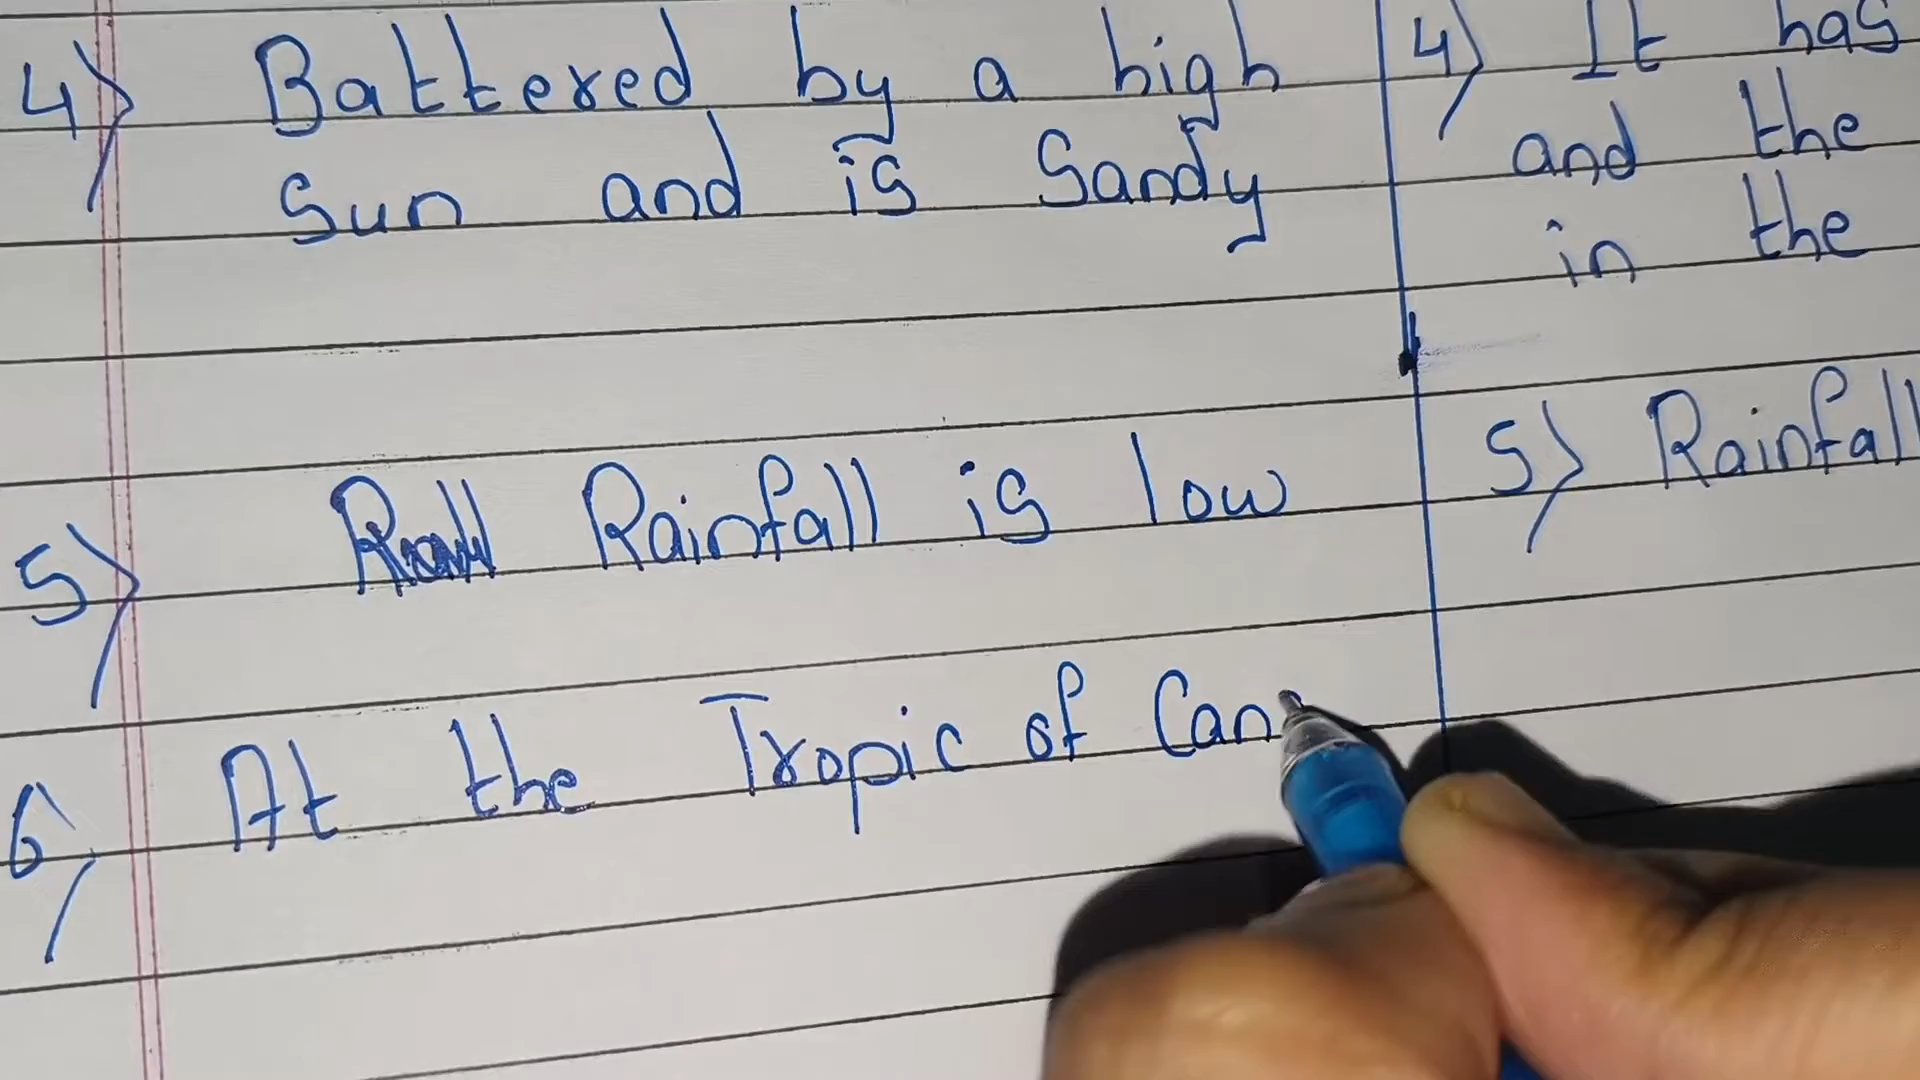 4) Battered by a high
Sun and is Sandy
5) Rainfall is low
6) At the Tropic of Can
4) It has
and the
in the
5) Rainfall